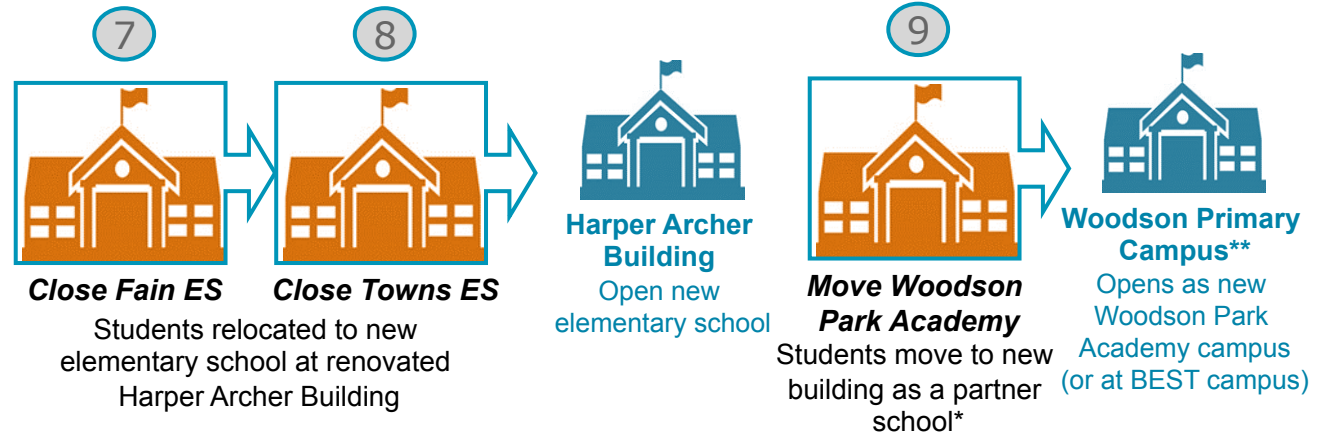 7
8
9
Close Fain ES
Close Towns ES
Students relocated to new
elementary school at renovated
Harper Archer Building
Harper Archer
Building
Open new
elementary school
Move Woodson
Park Academy
Students move to new
building as a partner
school*
Woodson Primary
Campus**
Opens as new
Woodson Park
Academy campus
(or at BEST campus)